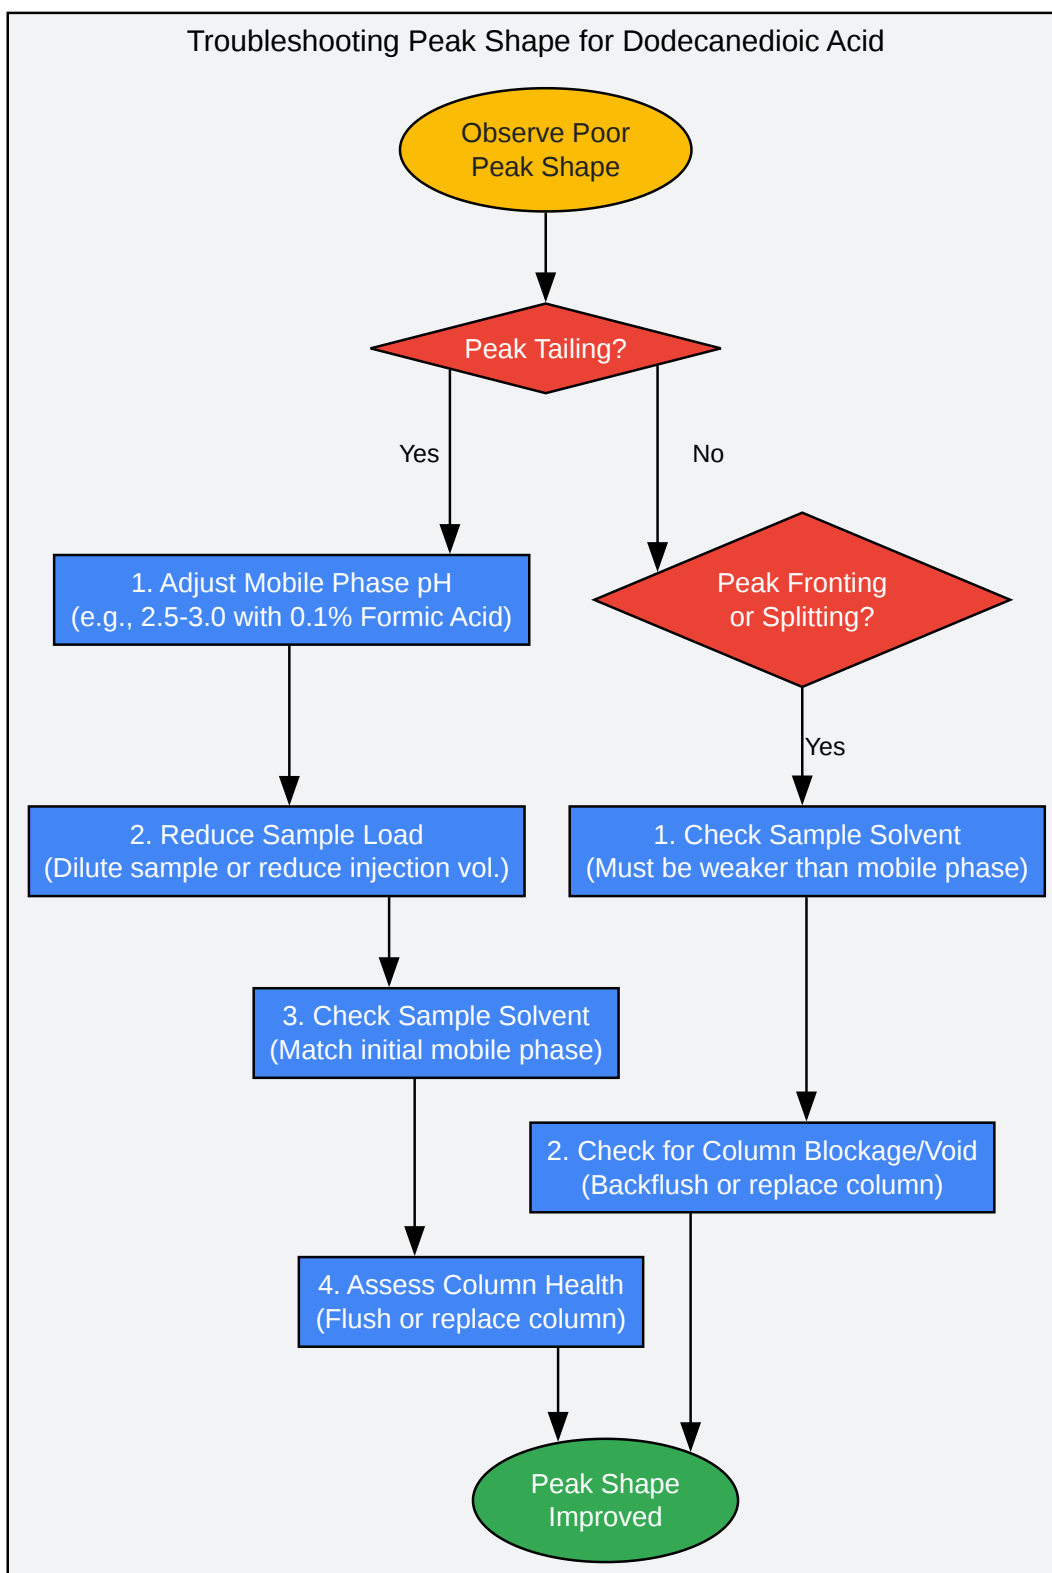 Troubleshooting Peak Shape for Dodecanedioic Acid
Observe Poor
Peak Shape
Peak Tailing?
Yes
No
1. Adjust Mobile Phase pH
(e.g., 2.5-3.0 with 0.1% Formic Acid)
Peak Fronting
or Splitting?
Yes
2. Reduce Sample Load
(Dilute sample or reduce injection vol.)
1. Check Sample Solvent
(Must be weaker than mobile phase)
3. Check Sample Solvent
(Match initial mobile phase)
2. Check for Column Blockage/Void
(Backflush or replace column)
4. Assess Column Health
(Flush or replace column)
Peak Shape
Improved